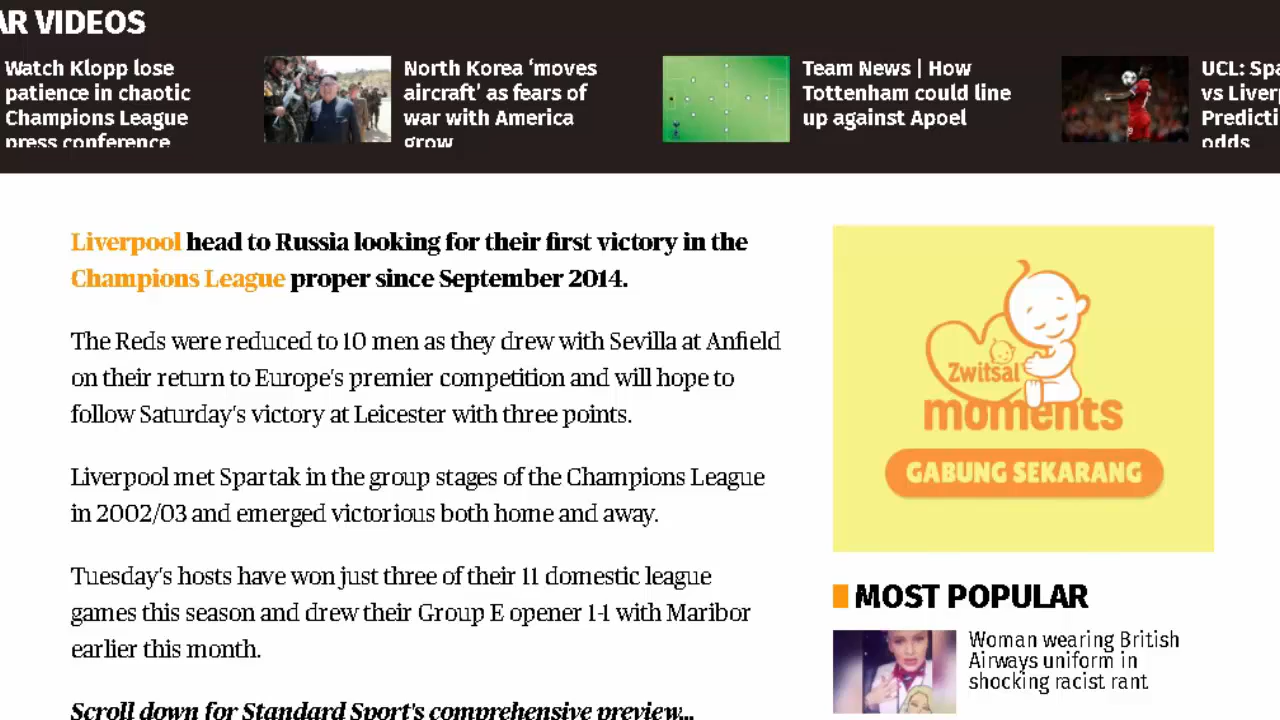 AR VIDEOS
Watch Klopp lose
patience in chaotic
Champions League
press conference
North Korea ‘moves
aircraft’ as fears of
war with America
grow
Team News | How
Tottenham could line
up against Apoel
UCL: Spa
vs Liverp
Predicti
odds
Liverpool head to Russia looking for their first victory in the
Champions League proper since September 2014.
The Reds were reduced to 10 men as they drew with Sevilla at Anfield
on their return to Europe's premier competition and will hope to
follow Saturday's victory at Leicester with three points.
Liverpool met Spartak in the group stages of the Champions League
in 2002/03 and emerged victorious both home and away.
Tuesday's hosts have won just three of their 11 domestic league
games this season and drew their Group E opener 1-1 with Maribor
earlier this month.
Scroll down for Standard Sport's comprehensive preview...
Zwitsal
moments
GABUNG SEKARANG
MOST POPULAR
Woman wearing British
Airways uniform in
shocking racist rant